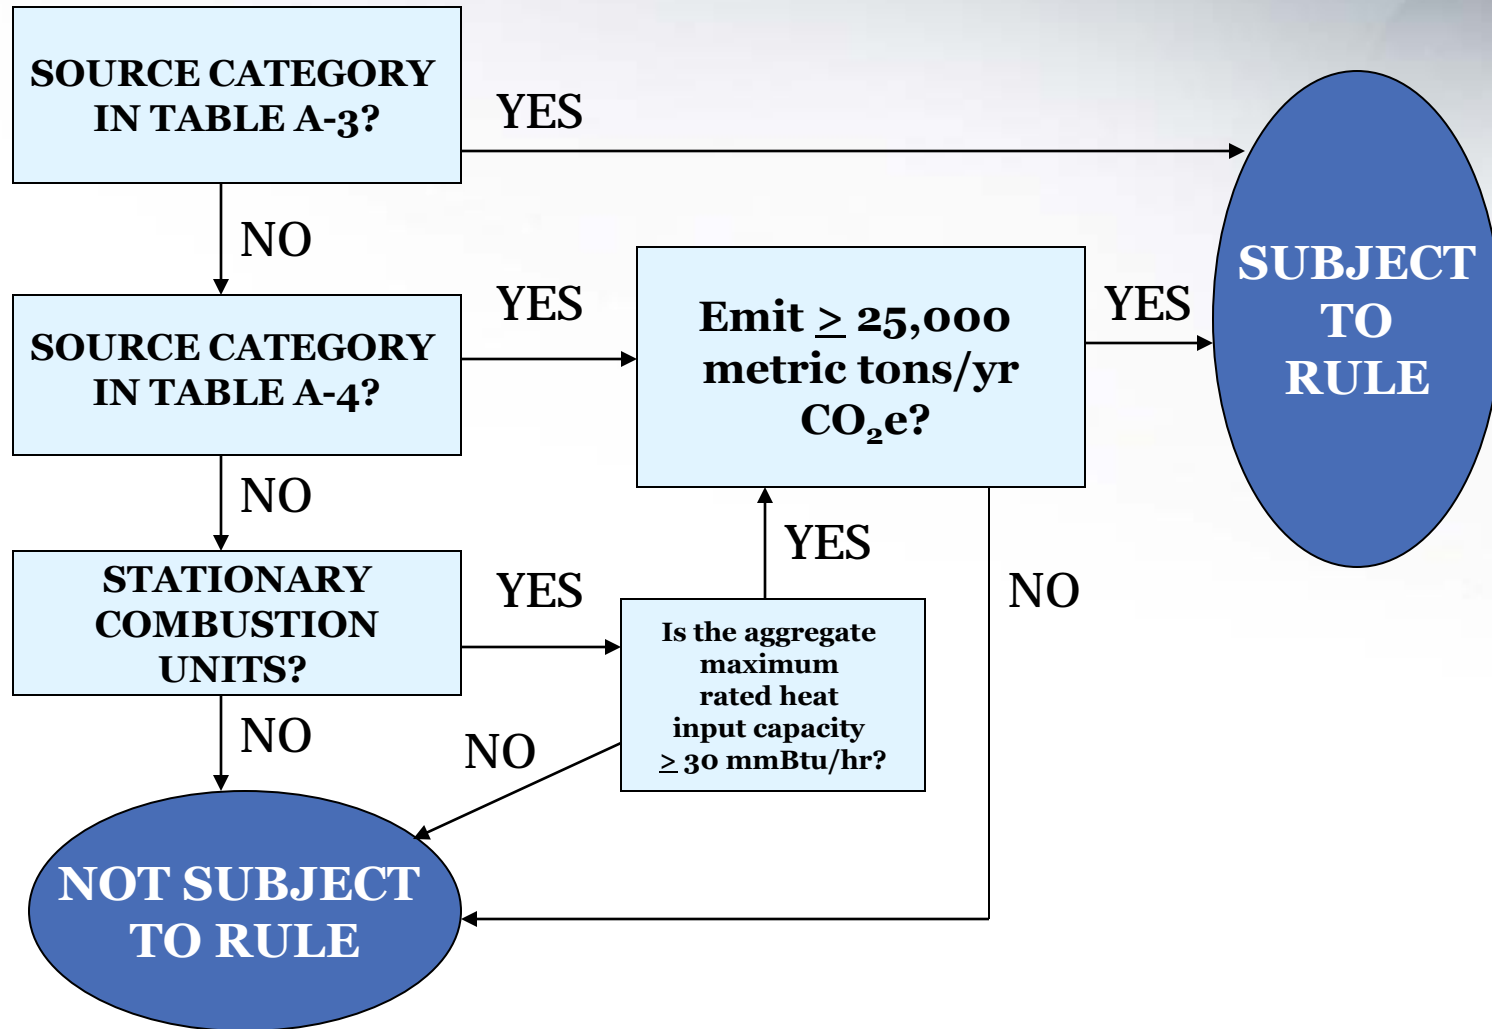 SOURCE CATEGORY
IN TABLE A-3?
YES
NO
SOURCE CATEGORY
IN TABLE A-4?
YES
Emit ≥ 25,000
metric tons/yr
CO₂e?
YES
SUBJECT
TO
RULE
NO
STATIONARY
COMBUSTION
UNITS?
YES
Is the aggregate
maximum
rated heat
input capacity
≥ 30 mmBtu/hr?
YES
NO
NO
NO
NOT SUBJECT
TO RULE